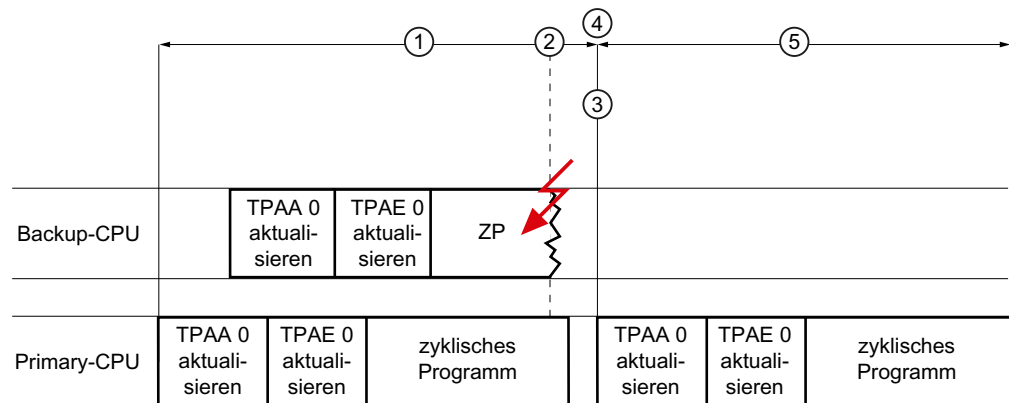 ④
① ② ⑤
③
Backup-CPU
TPAA 0
aktuali-
sieren
TPAE 0
aktuali-
sieren
ZP
Primary-CPU
TPAA 0
aktuali-
sieren
TPAE 0
aktuali-
sieren
zyklisches
Programm
TPAA 0
aktuali-
sieren
TPAE 0
aktuali-
sieren
zyklisches
Programm